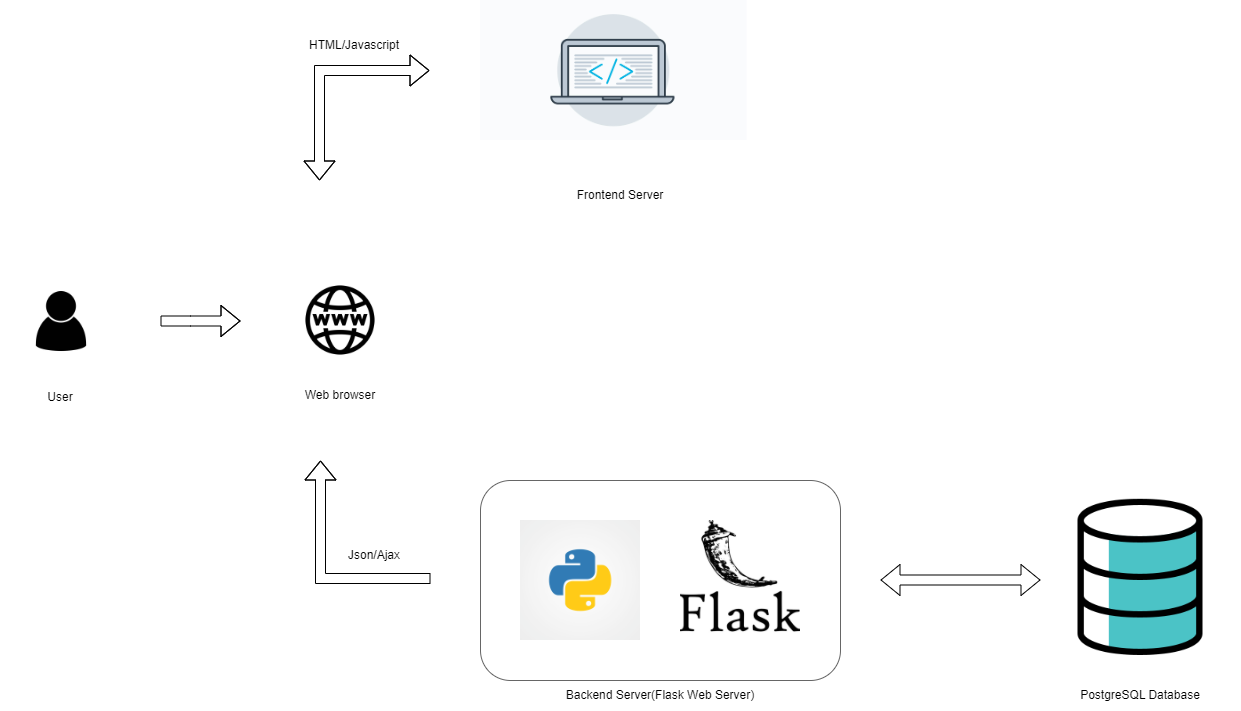 HTML/Javascript
</>
Frontend Server
WWW
User
Web browser
Json/Ajax
Flask
Backend Server(Flask Web Server)
PostgreSQL Database